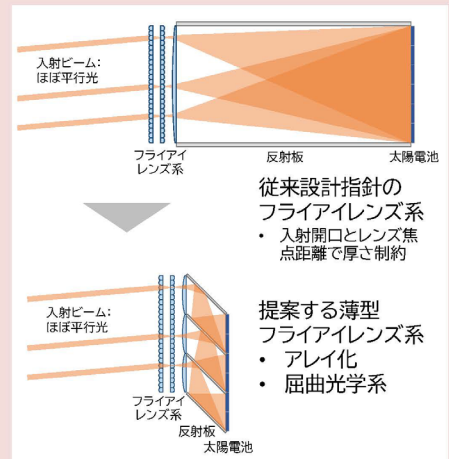 入射ビーム:
ほぼ平行光
フライアイ
レンズ系
反射板
太陽電池
従来設計指針の
フライアイレンズ系
• 入射開口とレンズ焦
点距離で厚さ制約
入射ビーム:
ほぼ平行光
提案する薄型
フライアイレンズ系
• アレイ化
• 屈曲光学系
フライアイ
レンズ系
反射板
太陽電池